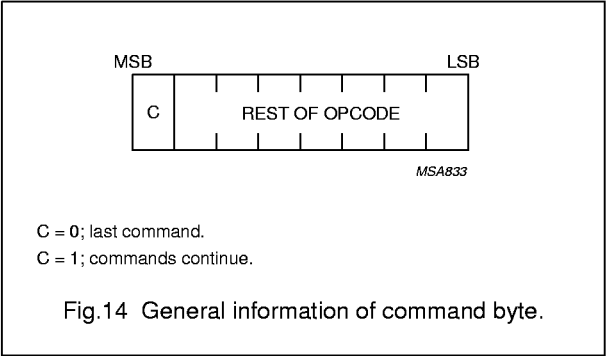 MSB LSB
C REST OF OPCODE
MSA833
C = 0; last command.
C = 1; commands continue.
Fig.14 General information of command byte.